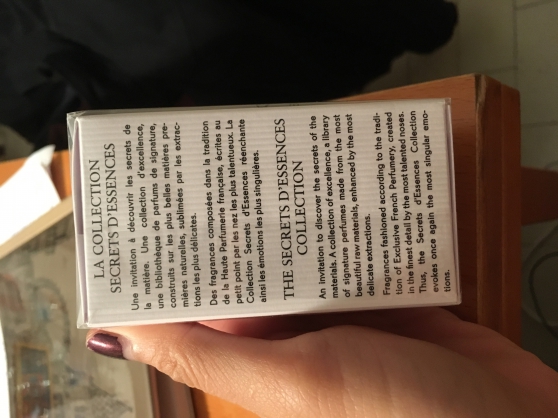 LA COLLECTION
SECRETS D'ESSENCES
Une invitation à découvrir les secrets de
la matière. Une collection d'excellence,
une bibliothèque de parfums de signature,
construits sur les plus belles matières pre-
mières naturelles, sublimées par les extrac-
tions les plus délicates.
Des fragrances composées dans la tradition
de la Haute Parfumerie française, écrites au
petit point par les nez les plus talentueux. La
Collection Secrets d'Essences réenchante
ainsi les émotions les plus singulières.
THE SECRETS D'ESSENCES
COLLECTION
An invitation to discover the secrets of the
materials. A collection of excellence, a library
of signature perfumes made from the most
beautiful raw materials, enhanced by the most
delicate extractions.
Fragrances fashioned according to the tradi-
tion of Exclusive French Perfumery, created
in the finest detail by the most talented noses.
Thus, the Secrets d'Essences Collection
evokes once again the most singular emo-
tions.